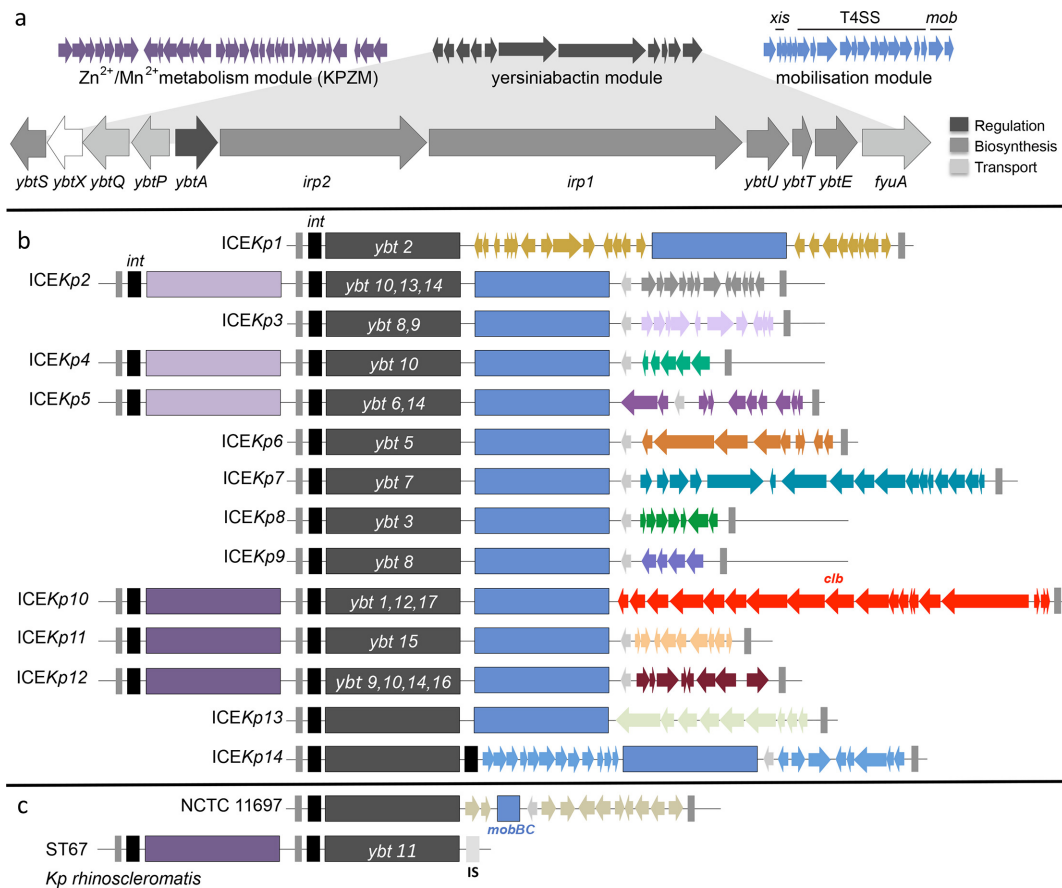 a
xis T4SS mob
Zn2+/Mn2+metabolism module (KPZM) yersiniabactin module mobilisation module
Regulation
Biosynthesis
Transport
ybtS ybtX ybtQ ybtP ybtA irp2 irp1 ybtU ybtT ybtE fyuA
b
int
ICEKp1 ybt 2
int
ICEKp2 ybt 10,13,14
ICEKp3 ybt 8,9
ICEKp4 ybt 10
ICEKp5 ybt 6,14
ICEKp6 ybt 5
ICEKp7 ybt 7
ICEKp8 ybt 3
ICEKp9 ybt 8
clb
ICEKp10 ybt 1,12,17
ICEKp11 ybt 15
ICEKp12 ybt 9,10,14,16
ICEKp13
ICEKp14
c
NCTC 11697
mobBC
ST67 ybt 11
IS
Kp rhinoscleromatis